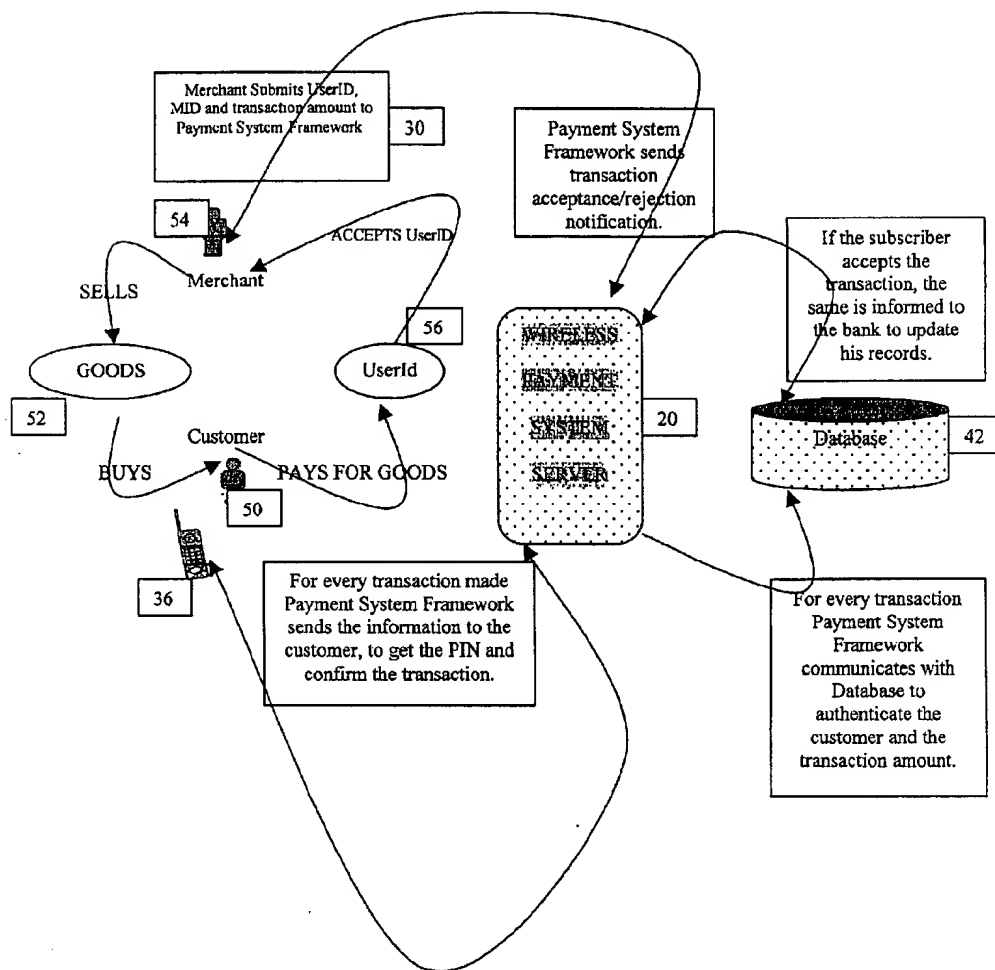 Merchant Submits UserID,
MID and transaction amount to
Payment System Framework
30
Payment System
Framework sends
transaction
acceptance/rejection
notification.
54
ACCEPTS UserID
Merchant
If the subscriber
accepts the
transaction, the
same is informed to
the bank to update
his records.
SELLS
56
GOODS
UserId
WIRELESS
PAYMENT
SYSTEM
SERVER
20
52
Customer
Database
42
BUYS
PAYS FOR GOODS
50
36
For every transaction made
Payment System Framework
sends the information to the
customer, to get the PIN and
confirm the transaction.
For every transaction
Payment System
Framework
communicates with
Database to
authenticate the
customer and the
transaction amount.